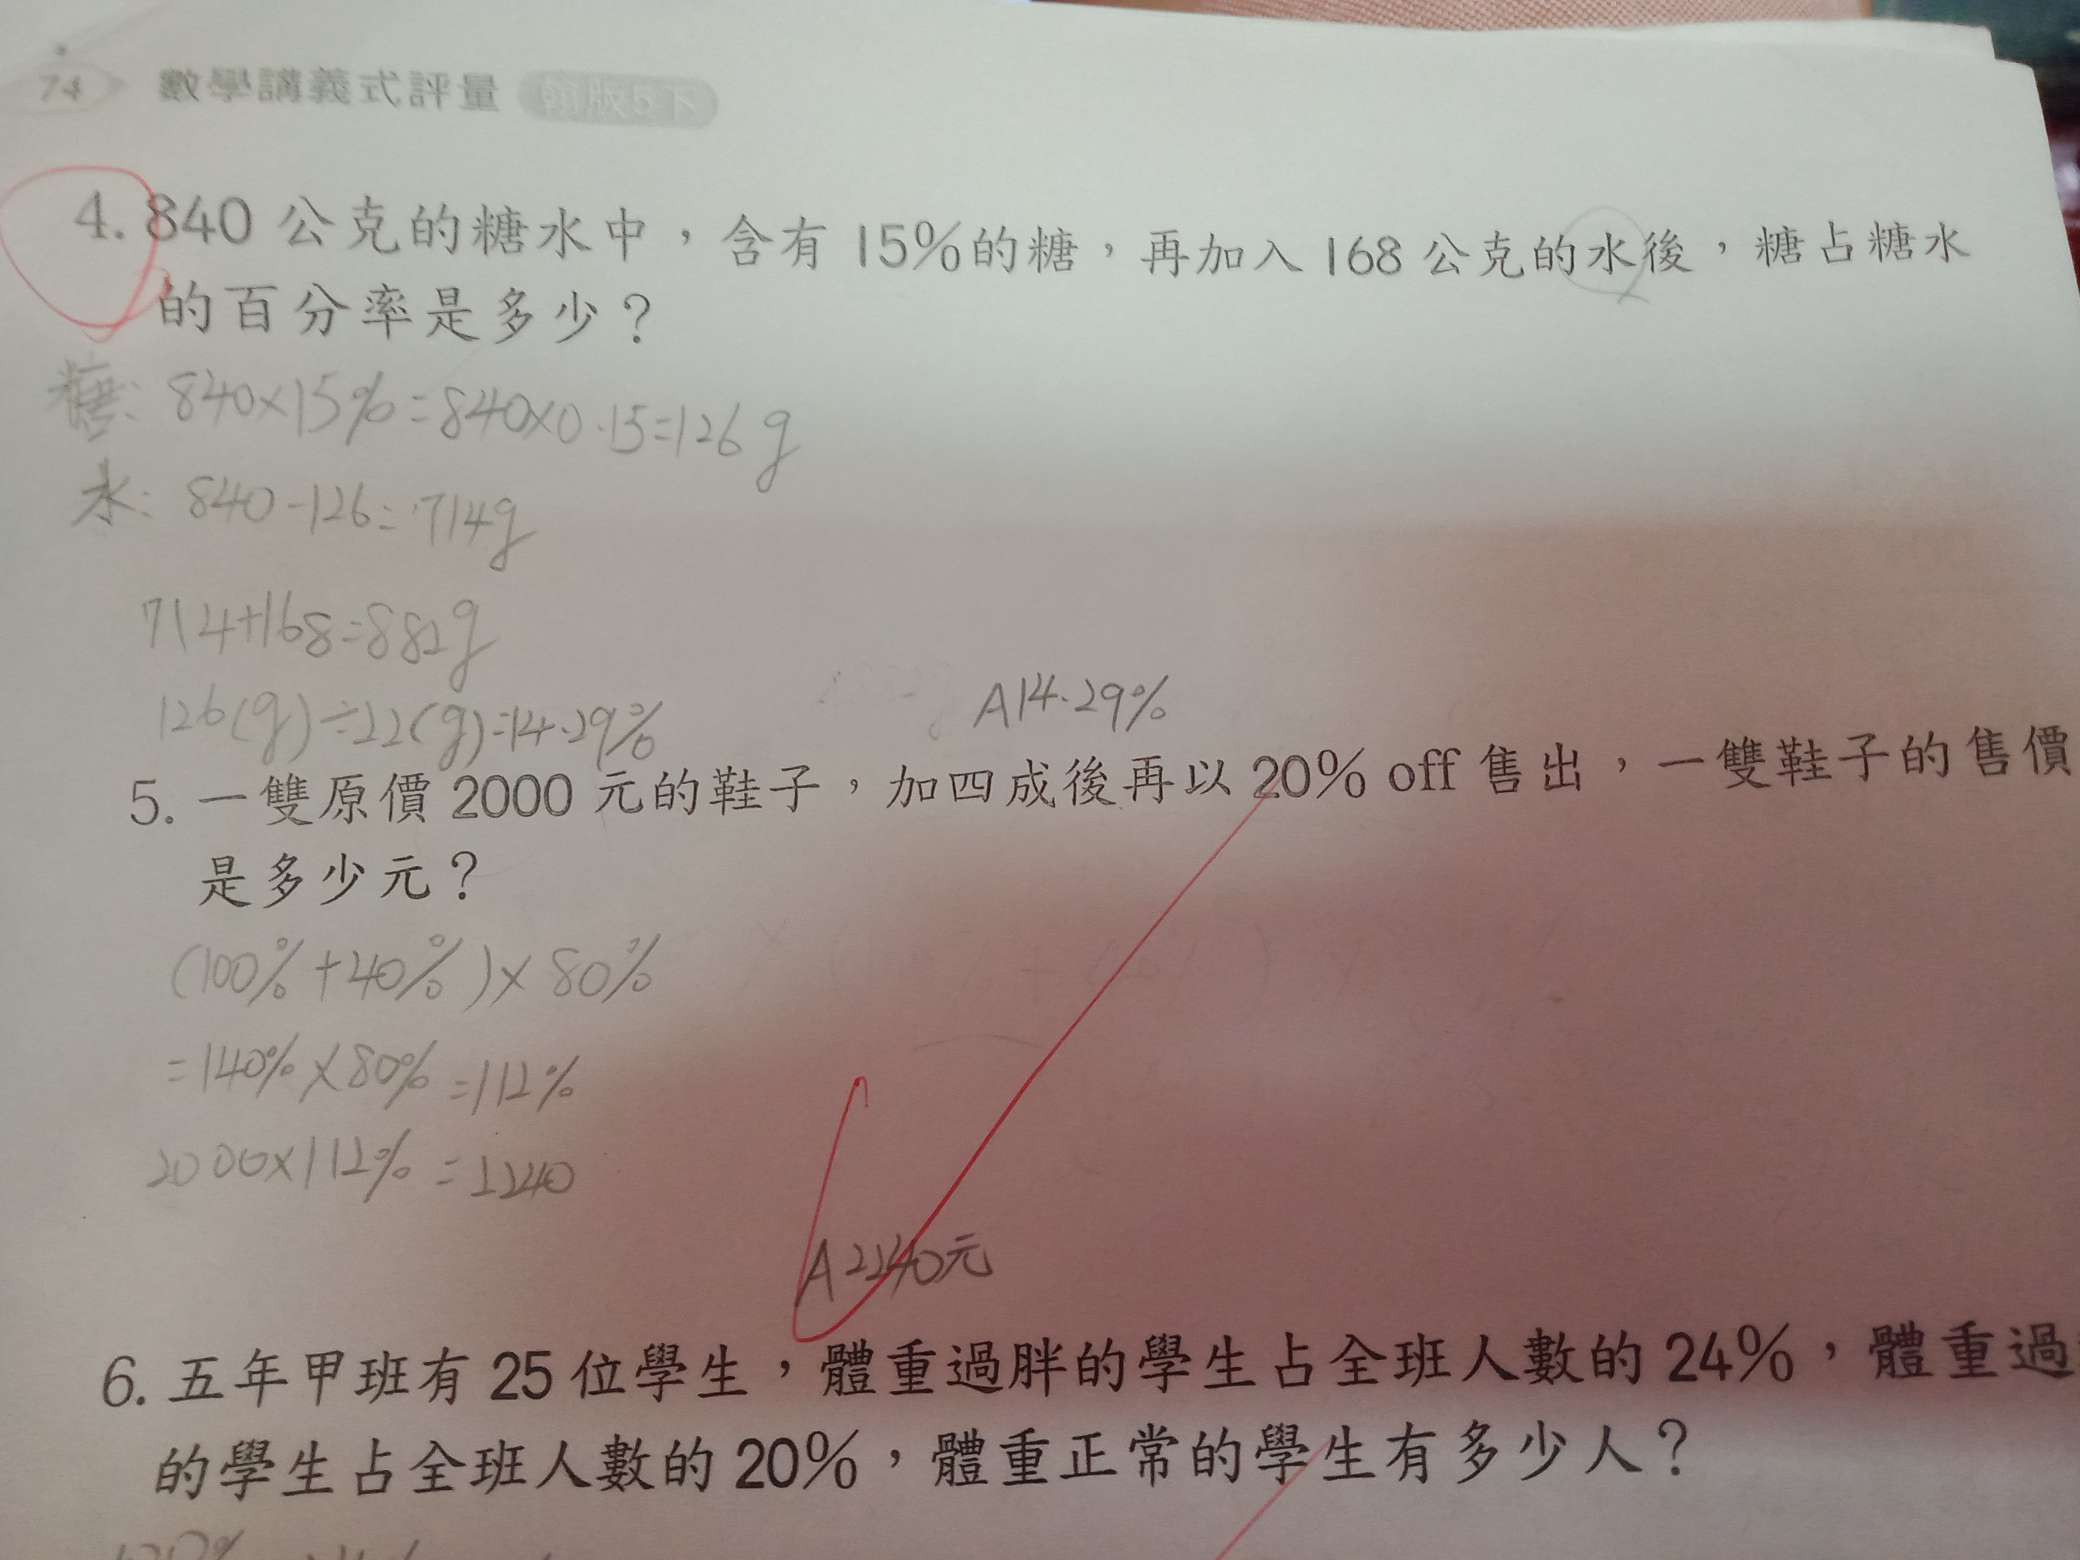 74 數學講義式評量 翰版5下
4. 840 公克的糖水中，含有 15%的糖，再加入 168 公克的水後，糖占糖水
的百分率是多少？
糖: 840×15%=840×0.15=126g
水: 840-126=714g
714+168=882g
126(g)÷22(g)=14.29%
A14.29%
5. 一雙原價 2000 元的鞋子，加四成後再以 20% off 售出，一雙鞋子的售價
是多少元？
(100%+40%)×80%
=140%×80%=112%
2000×112%=2240
A2240元
6. 五年甲班有 25 位學生，體重過胖的學生占全班人數的 24%，體重過
的學生占全班人數的 20%，體重正常的學生有多少人？